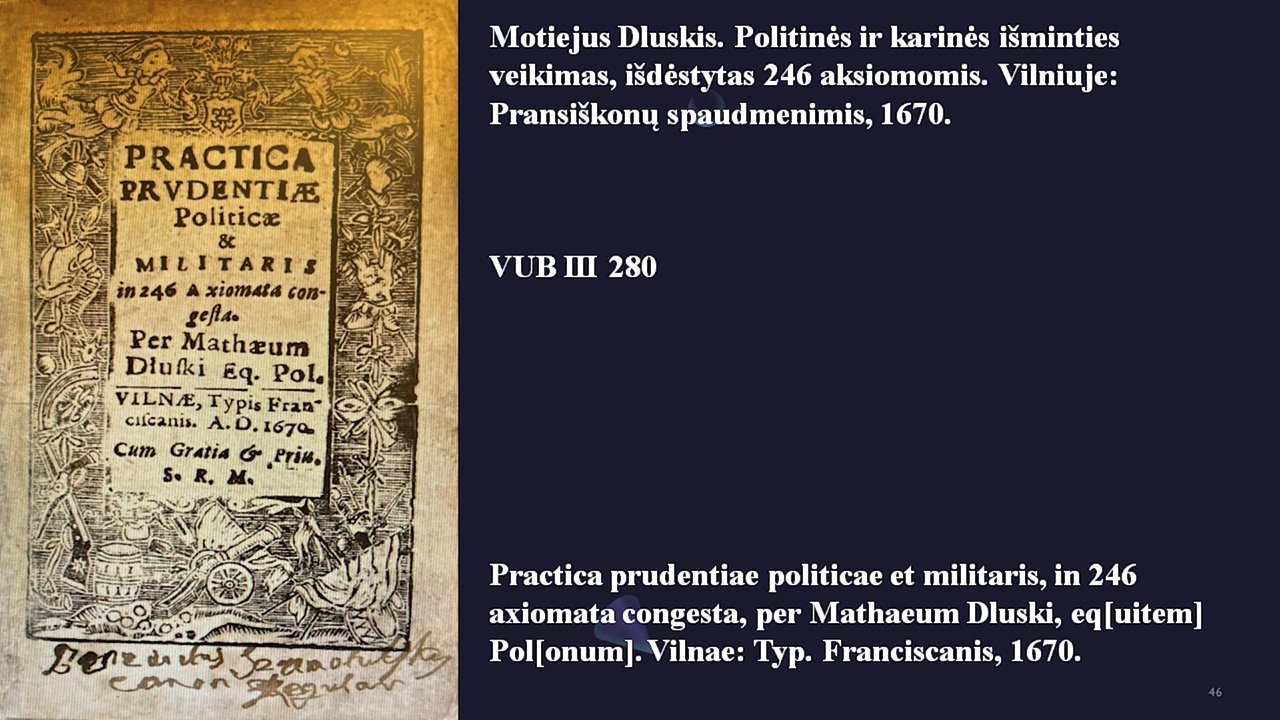 PRACTICA
PRVDENTIÆ
Politicæ
&
MILITARIS
in 246 Axiomata con-
gesta.
Per Mathæum
Dłuſki Eq. Pol.
VILNÆ, Typis Fran-
ciſcanis. A. D. 1670.
Cum Gratia & Priu.
S. R. M.
Canon Regular
Motiejus Dluskis. Politinės ir karinės išminties
veikimas, išdėstytas 246 aksiomomis. Vilniuje:
Pransiškonų spaudmenimis, 1670.
VUB III 280
Practica prudentiae politicae et militaris, in 246
axiomata congesta, per Mathaeum Dluski, eq[uitem]
Pol[onum]. Vilnae: Typ. Franciscanis, 1670.
46